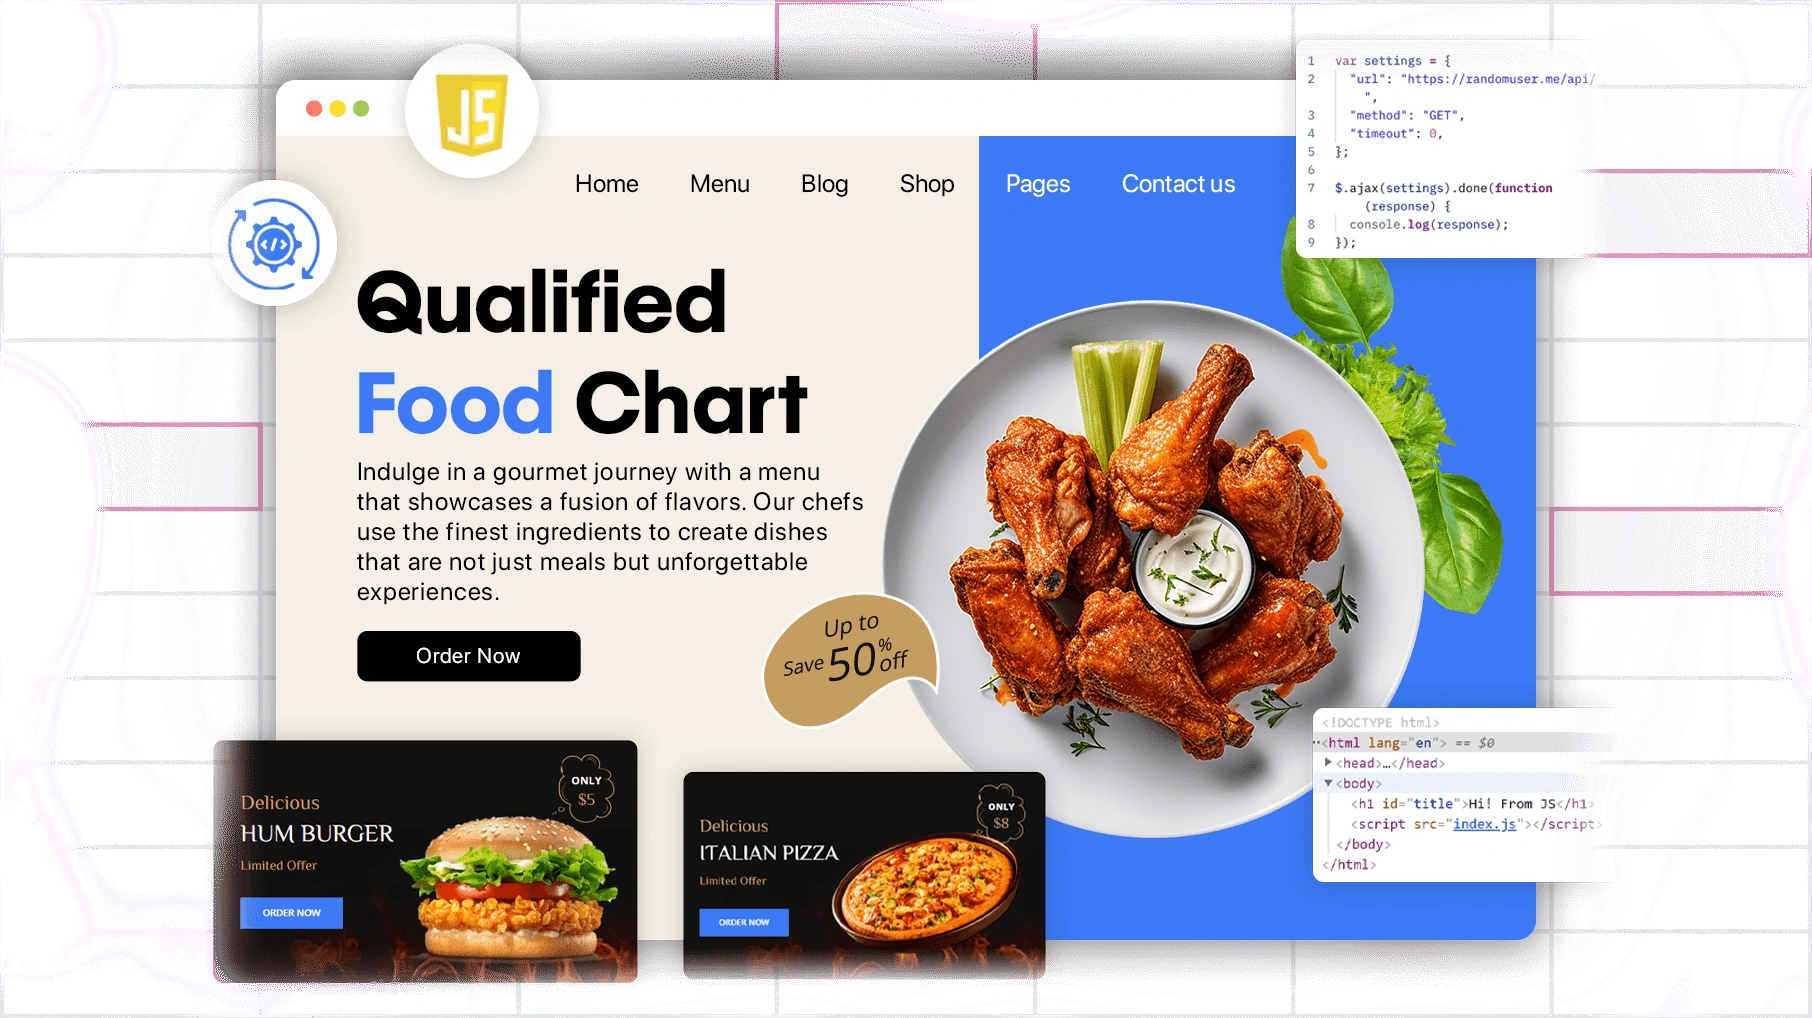 JS
</>
Home Menu Blog Shop Pages Contact us
Qualified
Food Chart
Indulge in a gourmet journey with a menu
that showcases a fusion of flavors. Our chefs
use the finest ingredients to create dishes
that are not just meals but unforgettable
experiences.
Order Now
Up to
Save 50% off
1 var settings = {
2 "url": "https://randomuser.me/api/
",
3 "method": "GET",
4 "timeout": 0,
5 };
6
7 $.ajax(settings).done(function
(response) {
8 console.log(response);
9 });
Delicious
HUM BURGER
Limited Offer
ORDER NOW
ONLY
$5
Delicious
ITALIAN PIZZA
Limited Offer
ORDER NOW
ONLY
$8
<!DOCTYPE html>
<html lang="en"> == $0
<head>…</head>
<body>
<h1 id="title">Hi! From JS</h1>
<script src="index.js"></script>
</body>
</html>